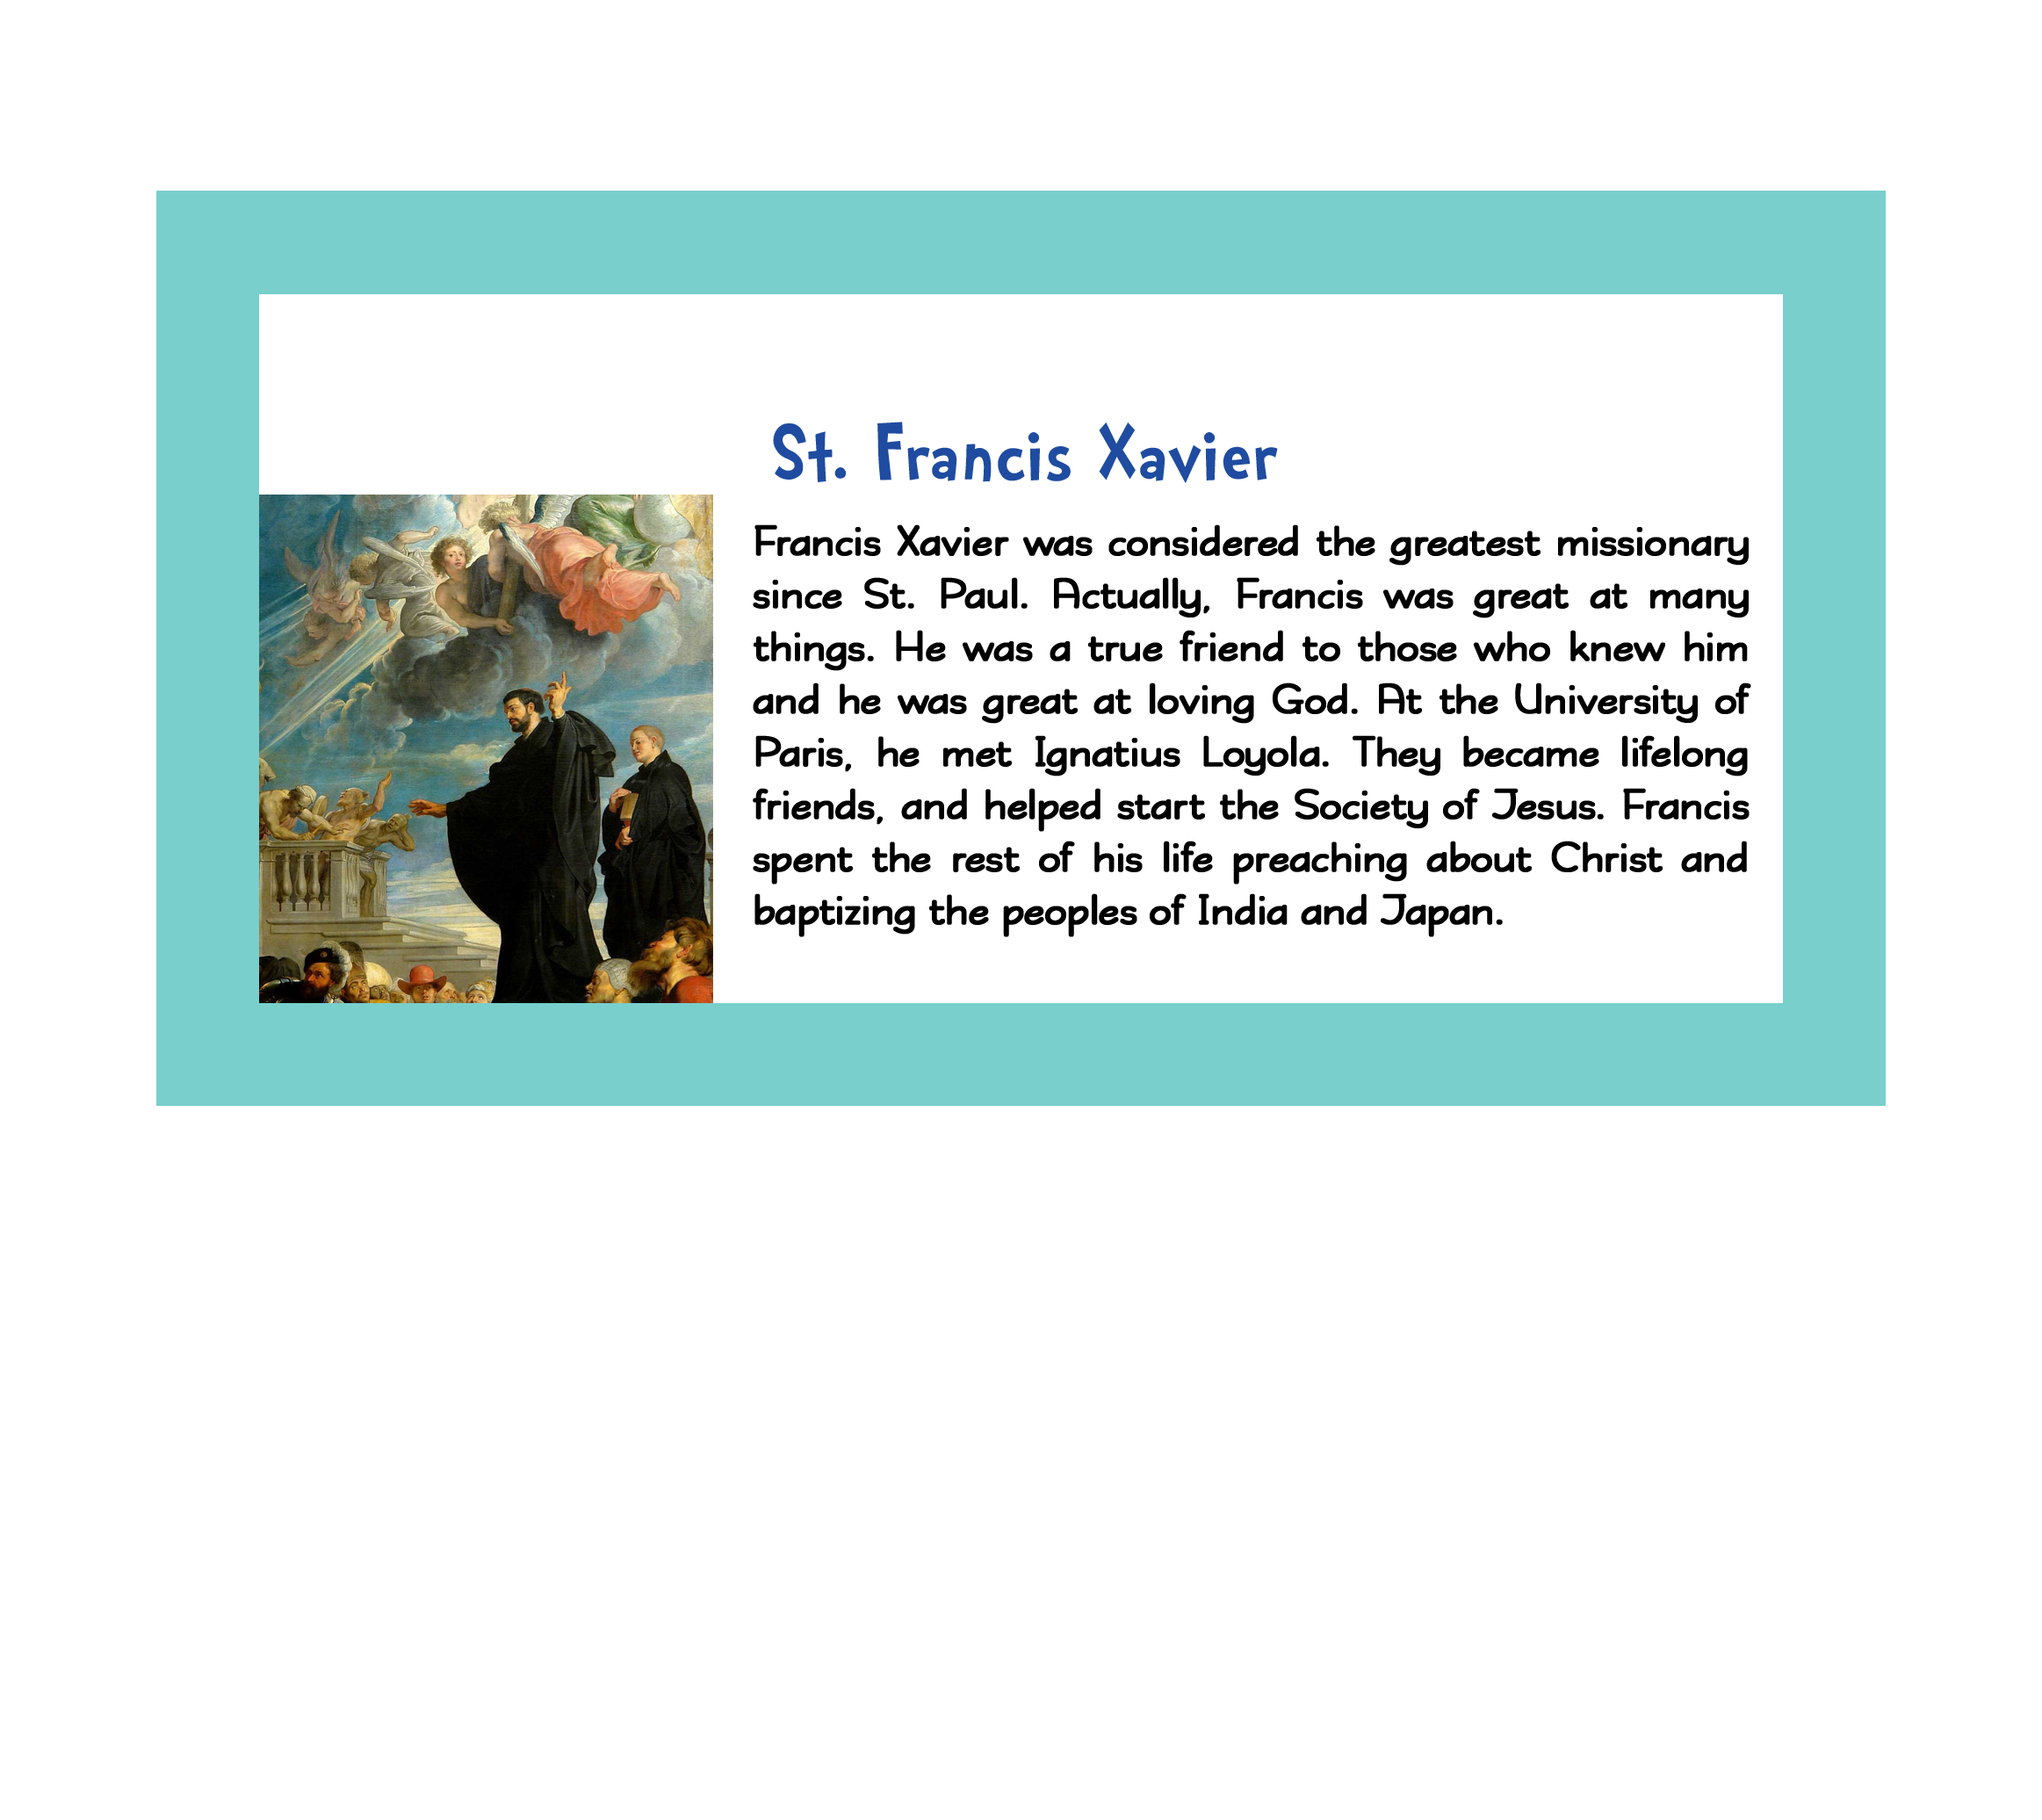 St. Francis Xavier
Francis Xavier was considered the greatest missionary
since St. Paul. Actually, Francis was great at many
things. He was a true friend to those who knew him
and he was great at loving God. At the University of
Paris, he met Ignatius Loyola. They became lifelong
friends, and helped start the Society of Jesus. Francis
spent the rest of his life preaching about Christ and
baptizing the peoples of India and Japan.